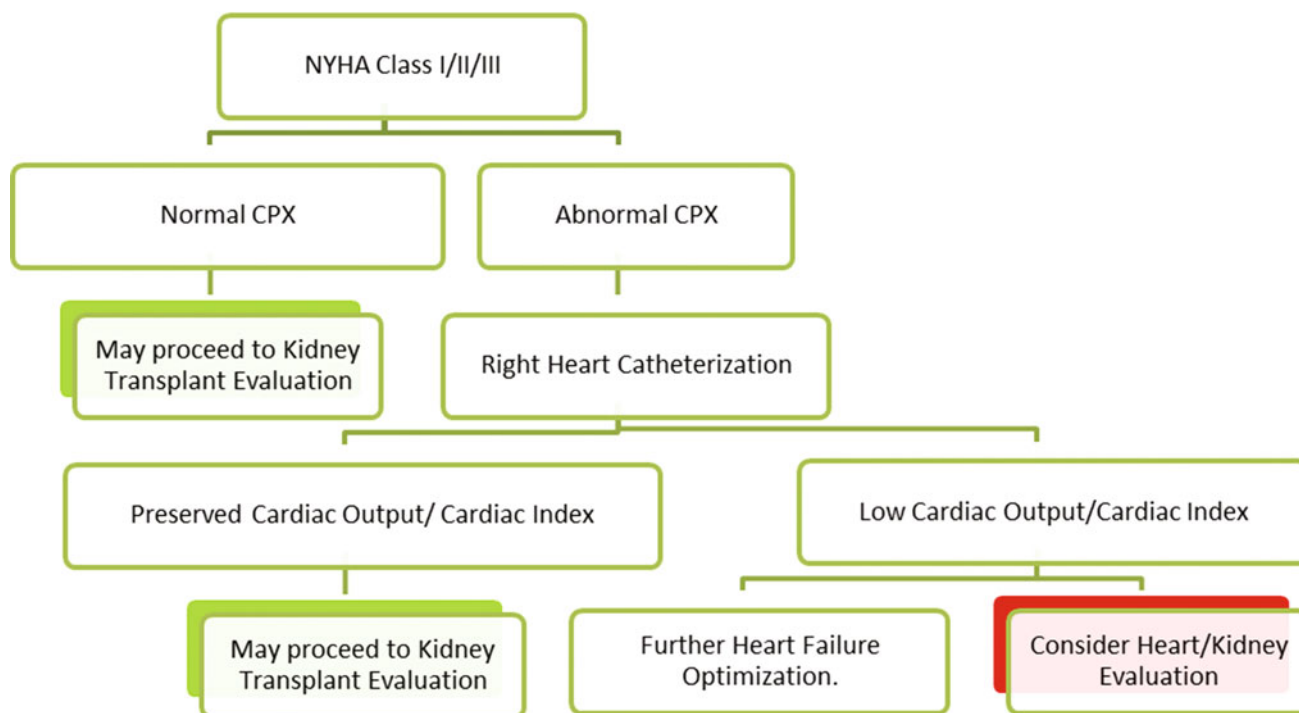 NYHA Class I/II/III
Normal CPX
Abnormal CPX
May proceed to Kidney
Transplant Evaluation
Right Heart Catheterization
Preserved Cardiac Output/ Cardiac Index
Low Cardiac Output/Cardiac Index
May proceed to Kidney
Transplant Evaluation
Further Heart Failure
Optimization.
Consider Heart/Kidney
Evaluation